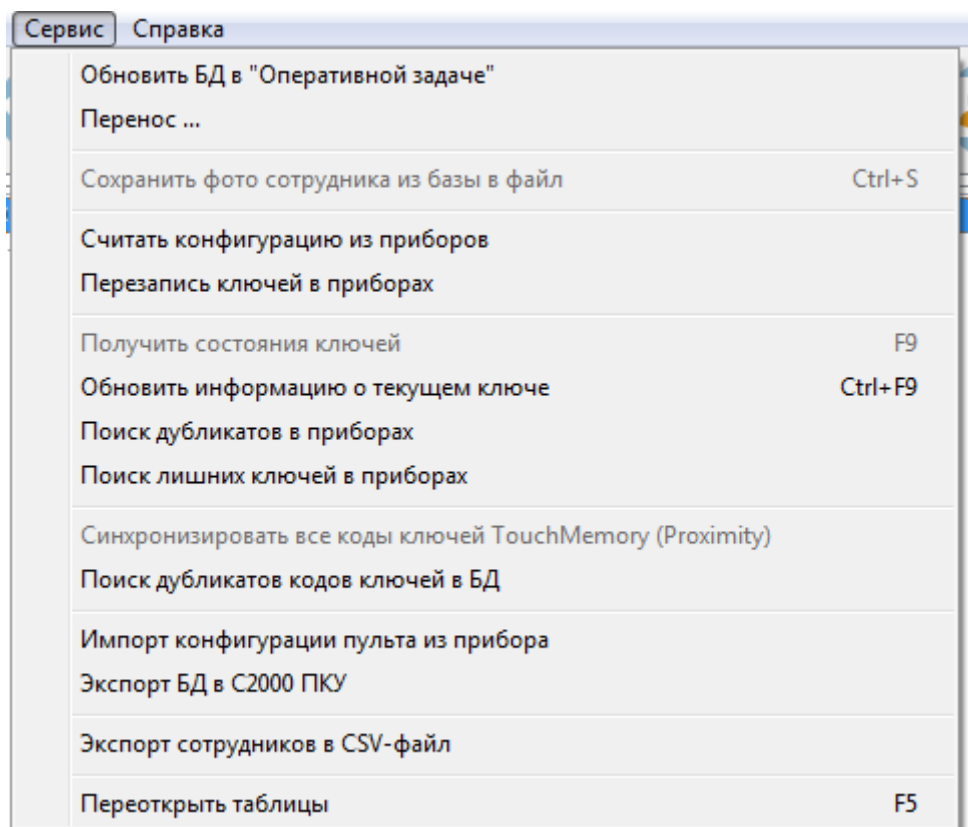 Сервис Справка
Обновить БД в "Оперативной задаче"
Перенос ...
Сохранить фото сотрудника из базы в файл Ctrl+S
Считать конфигурацию из приборов
Перезапись ключей в приборах
Получить состояния ключей F9
Обновить информацию о текущем ключе Ctrl+F9
Поиск дубликатов в приборах
Поиск лишних ключей в приборах
Синхронизировать все коды ключей TouchMemory (Proximity)
Поиск дубликатов кодов ключей в БД
Импорт конфигурации пульта из прибора
Экспорт БД в С2000 ПКУ
Экспорт сотрудников в CSV-файл
Переоткрыть таблицы F5